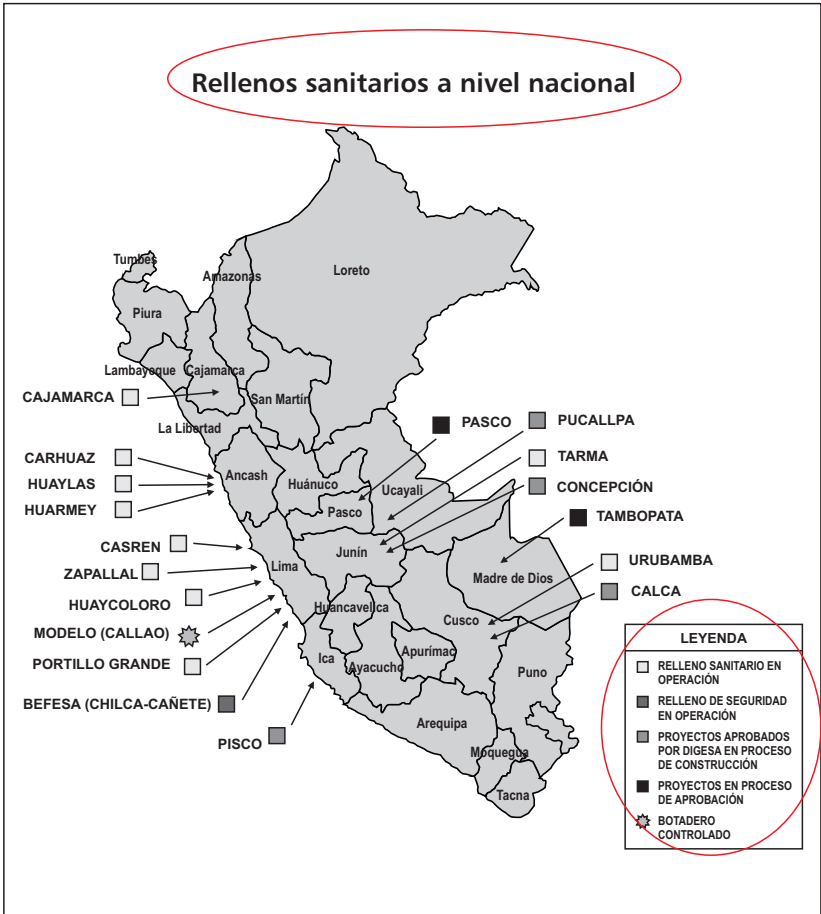 Rellenos sanitarios a nivel nacional
Tumbes
Amazonas
Loreto
Piura
Lambayeque
Cajamarca
San Martín
CAJAMARCA
La Libertad
PASCO
PUCALLPA
TARMA
CONCEPCIÓN
TAMBOPATA
CARHUAZ
HUAYLAS
HUARMEY
Ancash
Huánuco
Ucayali
Pasco
CASREN
ZAPALLAL
HUAYCOLORO
MODELO (CALLAO)
PORTILLO GRANDE
BEFESA (CHILCA-CAÑETE)
PISCO
Lima
Junín
Madre de Dios
URUBAMBA
CALCA
Huancavelica
Cusco
Ica
Ayacucho
Apurímac
Puno
Arequipa
Moquegua
Tacna
LEYENDA
RELLENO SANITARIO EN
OPERACIÓN
RELLENO DE SEGURIDAD
EN OPERACIÓN
PROYECTOS APROBADOS
POR DIGESA EN PROCESO
DE CONSTRUCCIÓN
PROYECTOS EN PROCESO
DE APROBACIÓN
BOTADERO
CONTROLADO